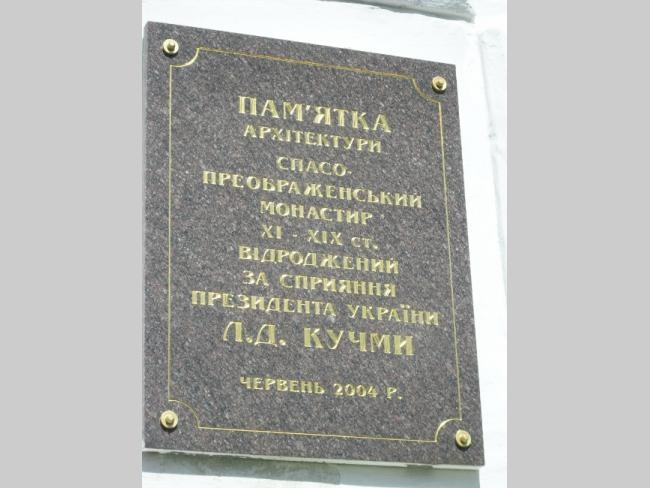 ПАМ'ЯТКА
АРХІТЕКТУРИ
СПАСО-
ПРЕОБРАЖЕНСЬКИЙ
МОНАСТИР
XI - XIX ст.
ВІДРОДЖЕНИЙ
ЗА СПРИЯННЯ
ПРЕЗИДЕНТА УКРАЇНИ
Л.Д. КУЧМИ
ЧЕРВЕНЬ 2004 Р.